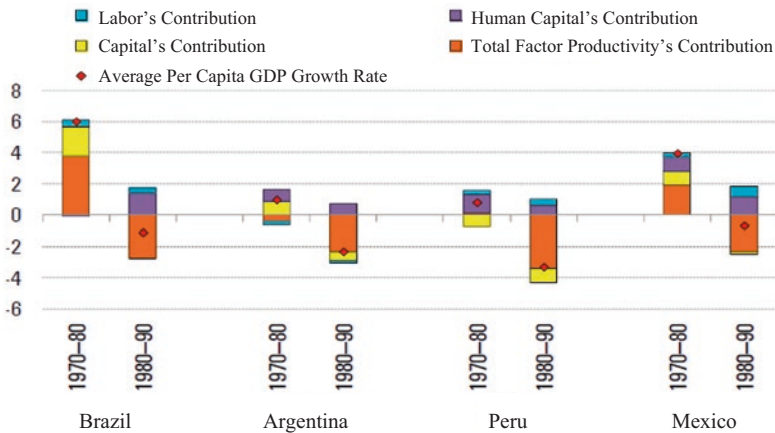 Labor's Contribution
Human Capital's Contribution
Capital's Contribution
Total Factor Productivity's Contribution
Average Per Capita GDP Growth Rate
8
6
4
2
0
-2
-4
-6
1970–80
1980–90
1970–80
1980–90
1970–80
1980–90
1970–80
1980–90
Brazil
Argentina
Peru
Mexico